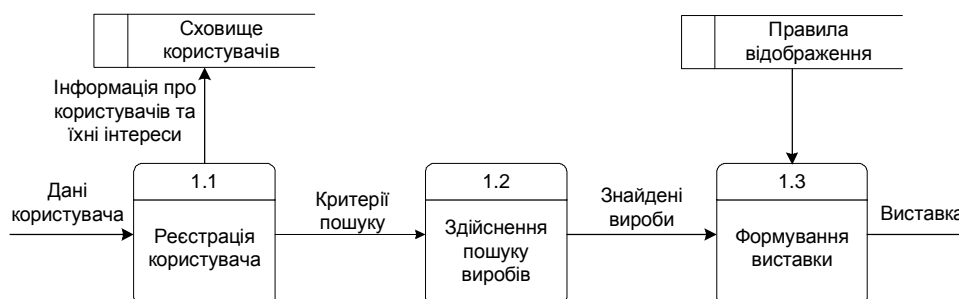 Сховище
користувачів
Правила
відображення
Інформація про
користувачів та
їхні інтереси
Дані
користувача
1.1
Реєстрація
користувача
Критерії
пошуку
1.2
Здійснення
пошуку
виробів
Знайдені
вироби
1.3
Формування
виставки
Виставка